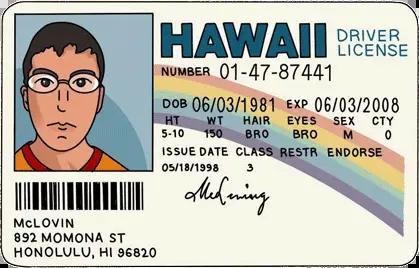 HAWAII DRIVER
LICENSE
NUMBER 01-47-87441
DOB 06/03/1981 EXP 06/03/2008
HT WT HAIR EYES SEX CTY
5-10 150 BRO BRO M 0
ISSUE DATE CLASS RESTR ENDORSE
05/18/1998 3
McLOVIN
892 MOMONA ST
HONOLULU, HI 96820